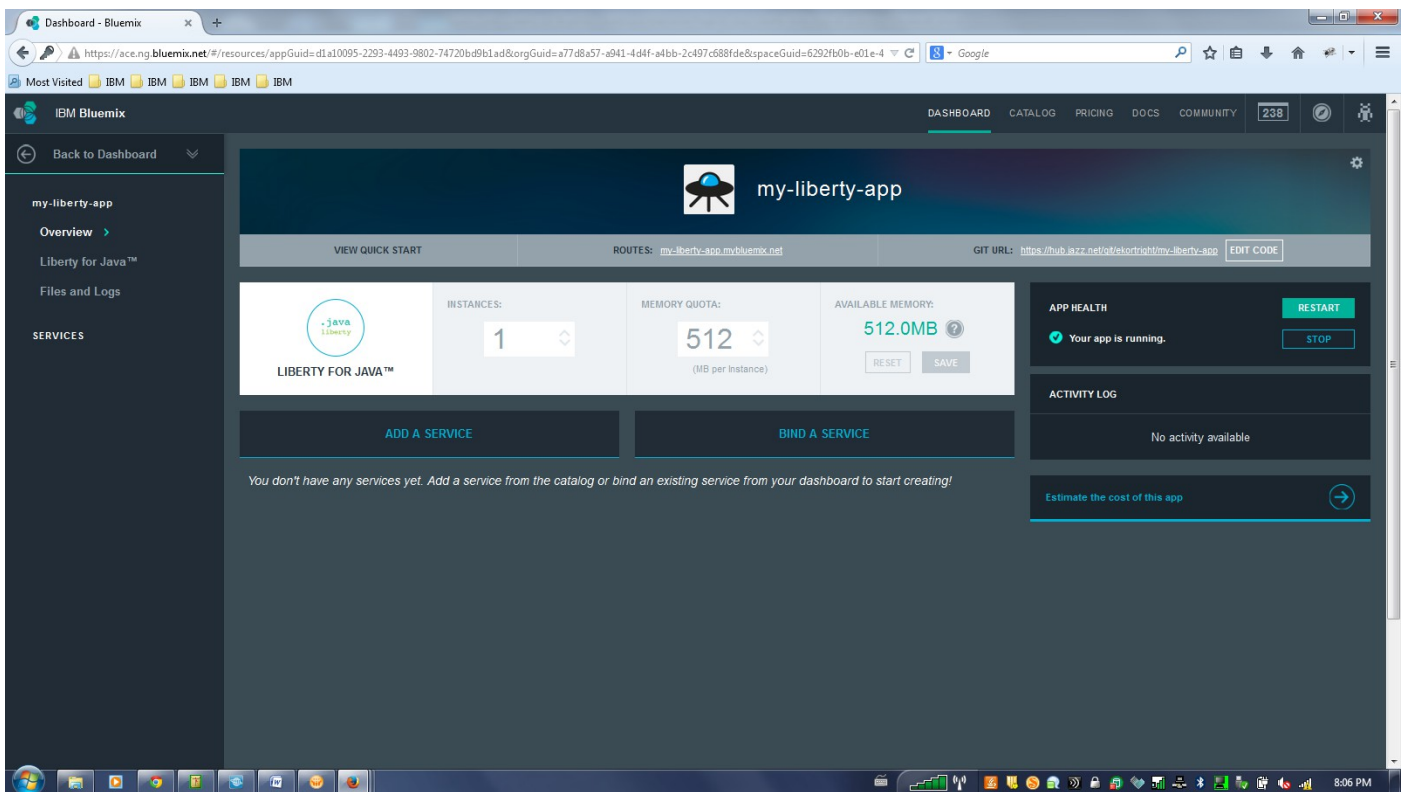 Dashboard - Bluemix
https://ace.ng.bluemix.net/#/resources/appGuid=d1a10095-2293-4493-9802-74720bd9b1ad&orgGuid=a77d8a57-a941-4d4f-a4bb-2c497c688fde&spaceGuid=6292fb0b-e01e-4
Google
Most Visited IBM IBM IBM IBM
IBM Bluemix
DASHBOARD CATALOG PRICING DOCS COMMUNITY 238
Back to Dashboard
my-liberty-app
Overview >
Liberty for Java™
Files and Logs
SERVICES
my-liberty-app
VIEW QUICK START
ROUTES: my-liberty-app.mybluemix.net
GIT URL: https://hub.jazz.net/git/ekortright/my-liberty-app EDIT CODE
.java
liberty
LIBERTY FOR JAVA™
INSTANCES:
1
MEMORY QUOTA:
512
(MB per Instance)
AVAILABLE MEMORY:
512.0MB ?
RESET SAVE
APP HEALTH
RESTART
Your app is running.
STOP
ACTIVITY LOG
No activity available
ADD A SERVICE
BIND A SERVICE
You don't have any services yet. Add a service from the catalog or bind an existing service from your dashboard to start creating!
Estimate the cost of this app
8:06 PM